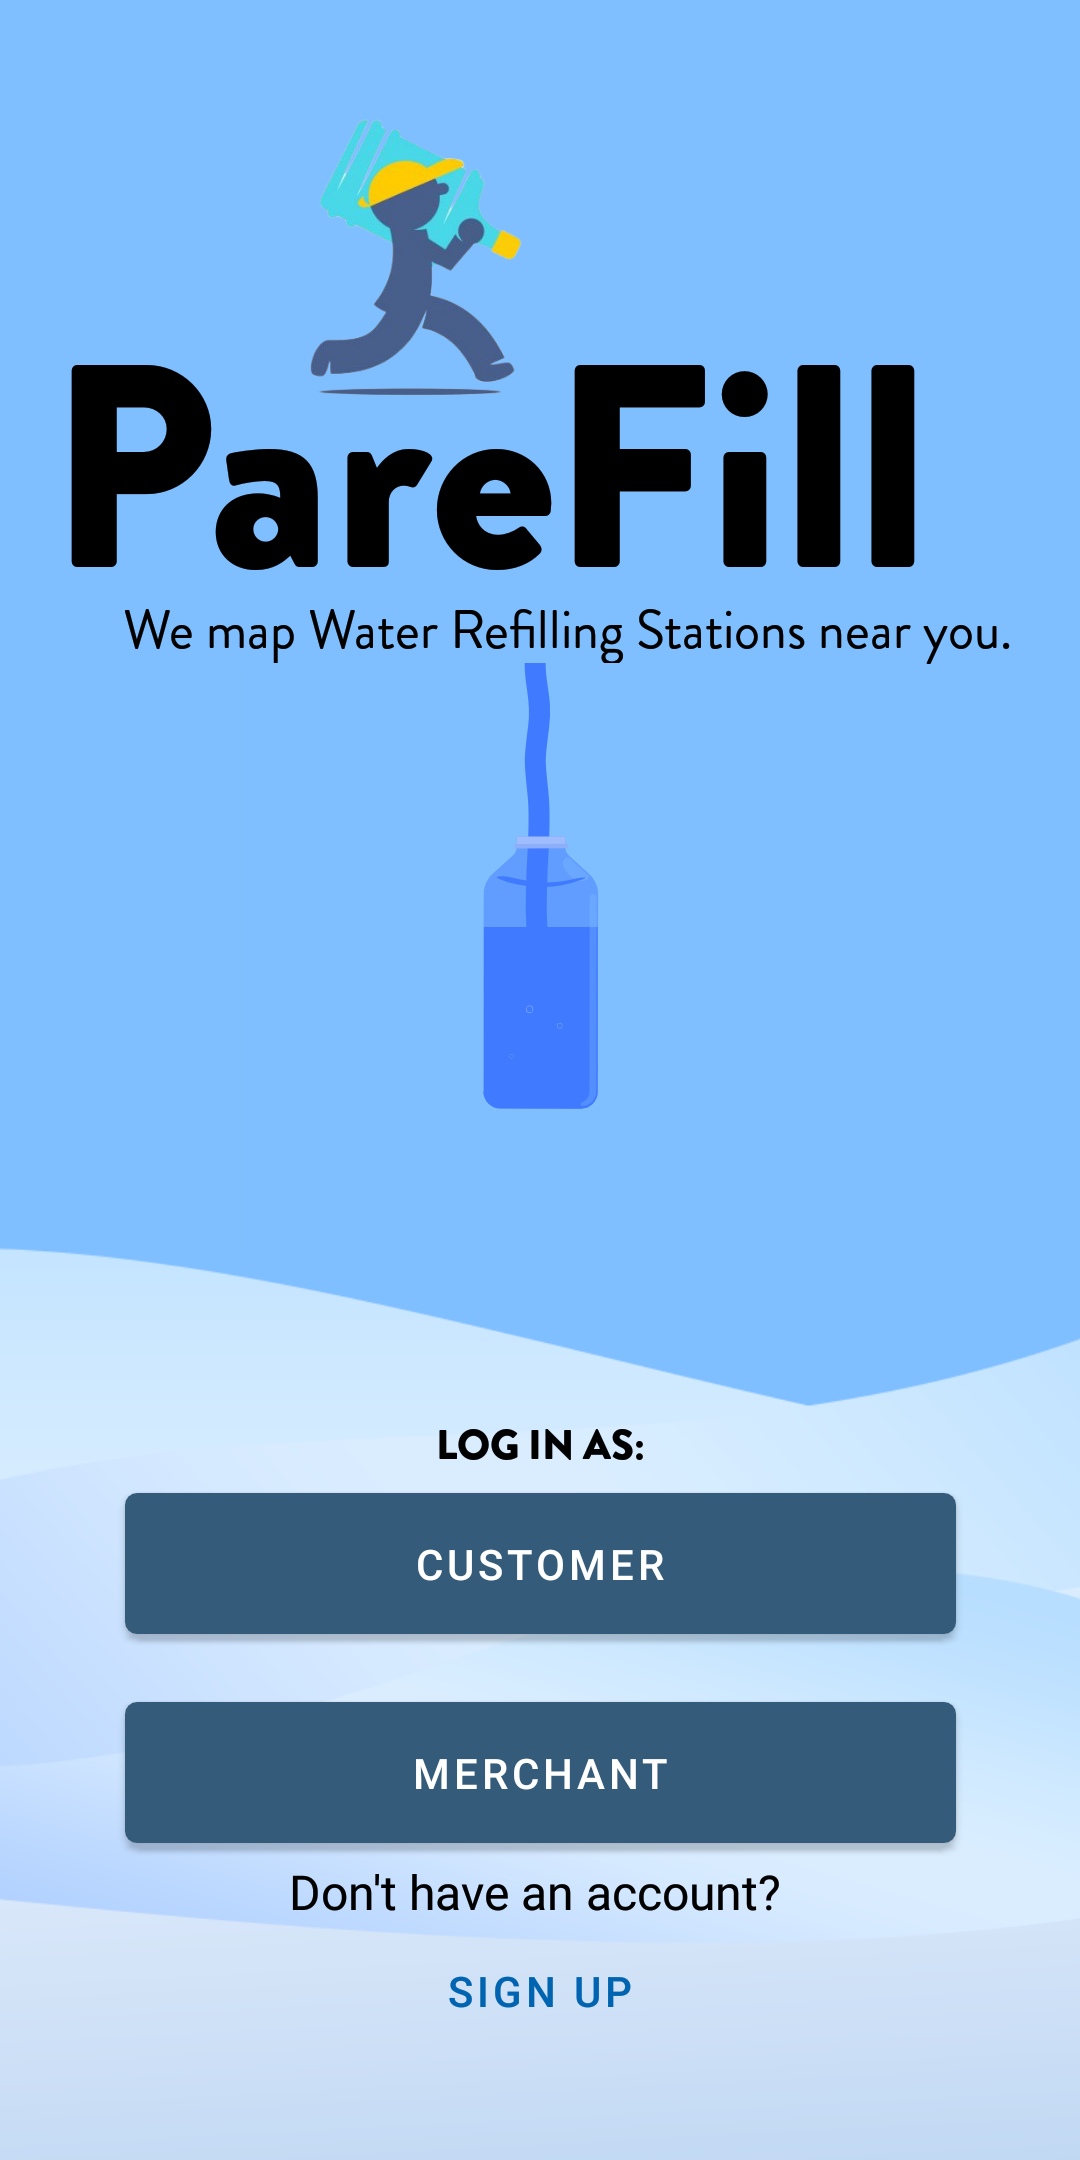 PareFill
We map Water Refilling Stations near you.
LOG IN AS:
CUSTOMER
MERCHANT
Don't have an account?
SIGN UP